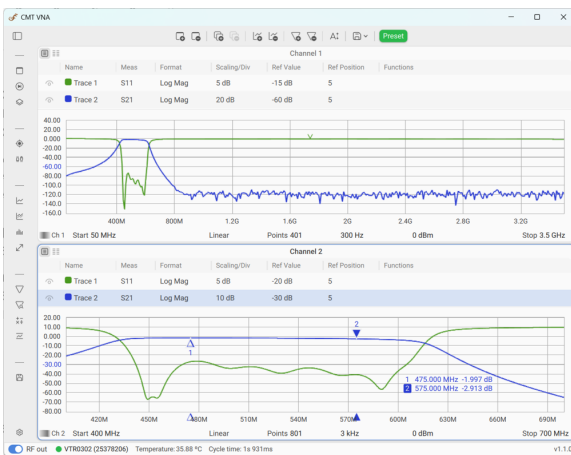 CMT VNA
Preset
Channel 1
Name Meas Format Scaling/Div Ref Value Ref Position Functions
Trace 1 S11 Log Mag 5 dB -15 dB 5
Trace 2 S21 Log Mag 20 dB -60 dB 5
40.00
20.00
0.000
-20.00
-40.00
-60.00
-80.00
-100.0
-120.0
-140.0
-160.0
400M 800M 1.2G 1.6G 2G 2.4G 2.8G 3.2G
Ch 1 Start 50 MHz Linear Points 401 300 Hz 0 dBm Stop 3.5 GHz
Channel 2
Name Meas Format Scaling/Div Ref Value Ref Position Functions
Trace 1 S11 Log Mag 5 dB -20 dB 5
Trace 2 S21 Log Mag 10 dB -30 dB 5
20.00
10.00
0.000
-10.00
-20.00
-30.00
-40.00
-50.00
-60.00
-70.00
-80.00
1
2
1 475.000 MHz -1.997 dB
2 575.000 MHz -2.913 dB
420M 450M 480M 510M 540M 570M 600M 630M 660M 690M
Ch 2 Start 400 MHz Linear Points 801 3 kHz 0 dBm Stop 700 MHz
RF out VTR0302 (25378206) Temperature: 35.88 °C Cycle time: 1s 931ms v1.1.0